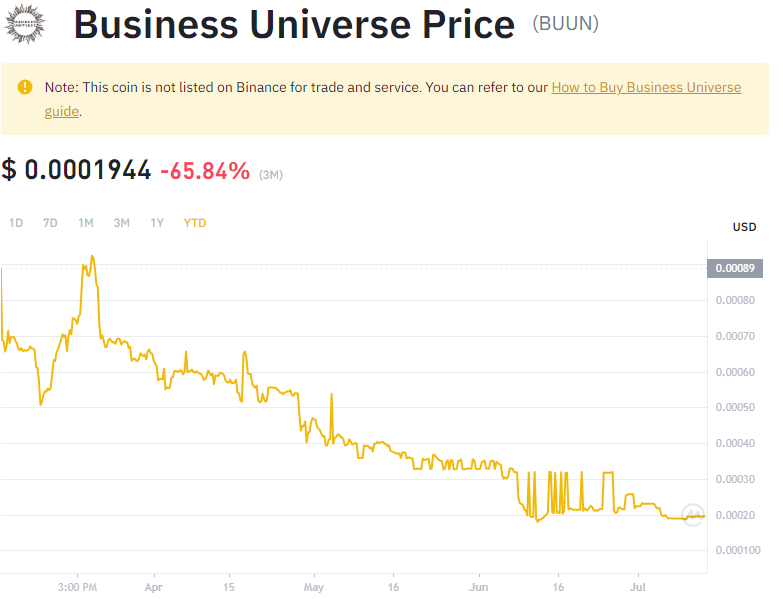 Business Universe Price (BUUN)
Note: This coin is not listed on Binance for trade and service. You can refer to our How to Buy Business Universe
guide.
$ 0.0001944 -65.84% (3M)
1D 7D 1M 3M 1Y YTD
USD
0.00089
0.00080
0.00070
0.00060
0.00050
0.00040
0.00030
0.00020
0.000100
3:00 PM Apr 15 May 16 Jun 16 Jul